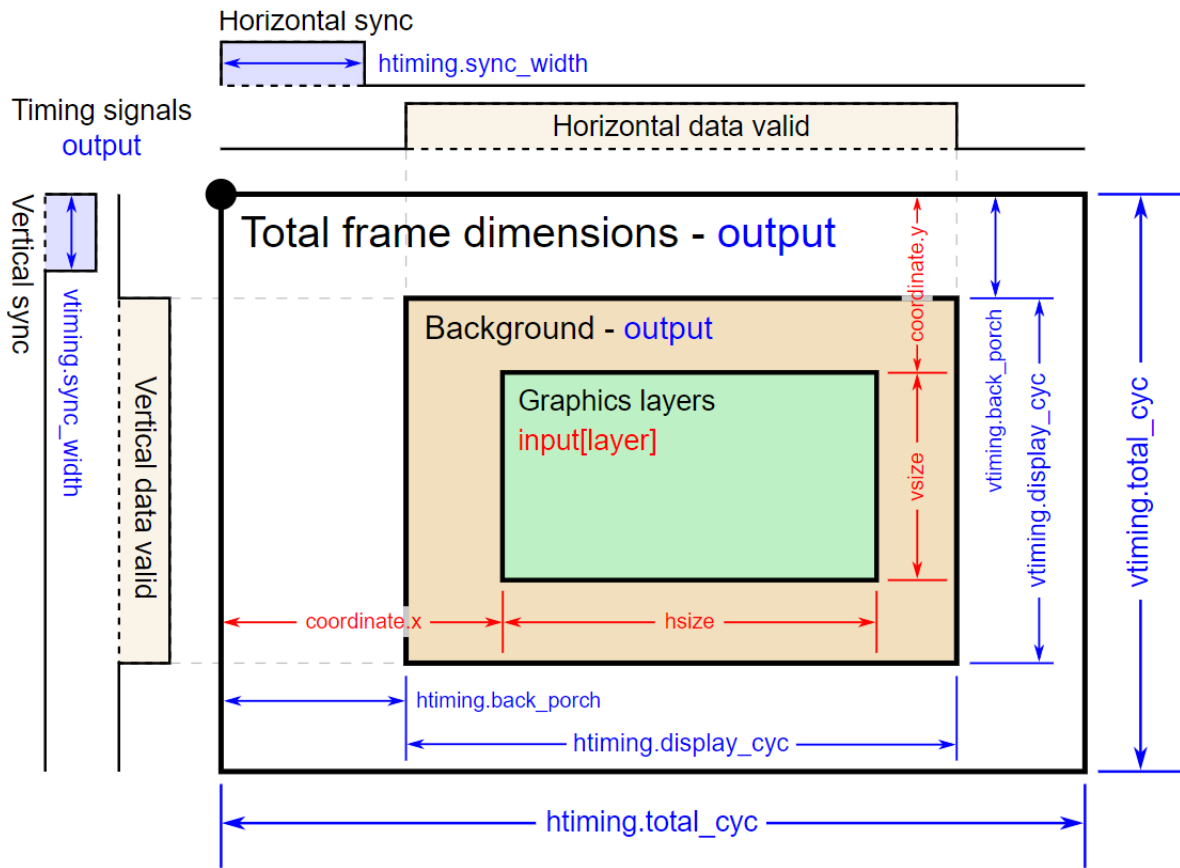 Horizontal sync
htiming.sync_width
Timing signals
output
Horizontal data valid
Vertical sync
vtiming.sync_width
Vertical data valid
Total frame dimensions - output
coordinate.y
vtiming.back_porch
vtiming.display_cyc
vtiming.total_cyc
Background - output
Graphics layers
input[layer]
vsize
coordinate.x
hsize
htiming.back_porch
htiming.display_cyc
htiming.total_cyc